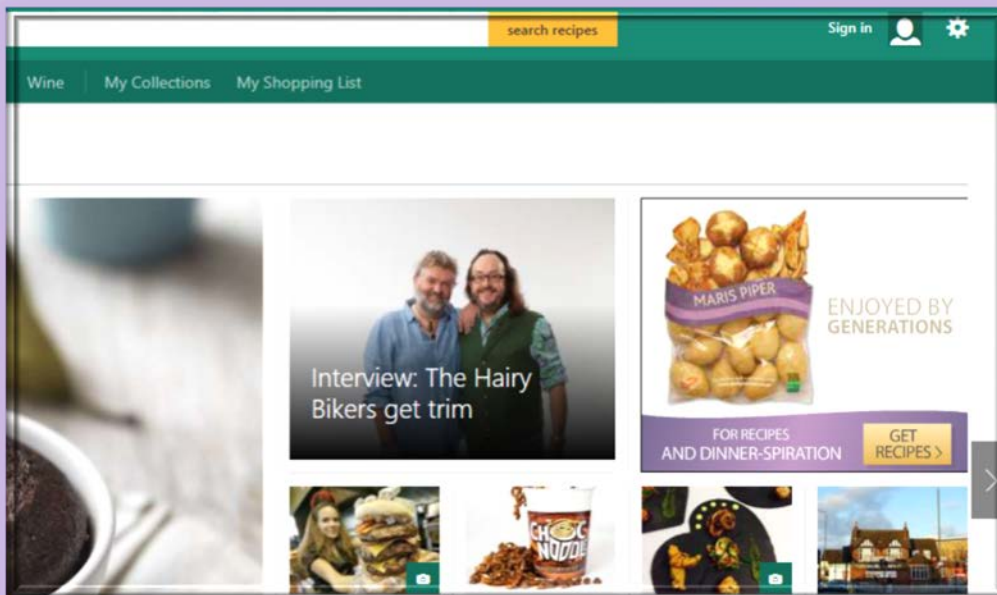 search recipes
Sign in
Wine
My Collections
My Shopping List
Interview: The Hairy
Bikers get trim
MARIS PIPER
ENJOYED BY
GENERATIONS
FOR RECIPES
AND DINNER-SPIRATION
GET
RECIPES >
CHOC
NOODLE